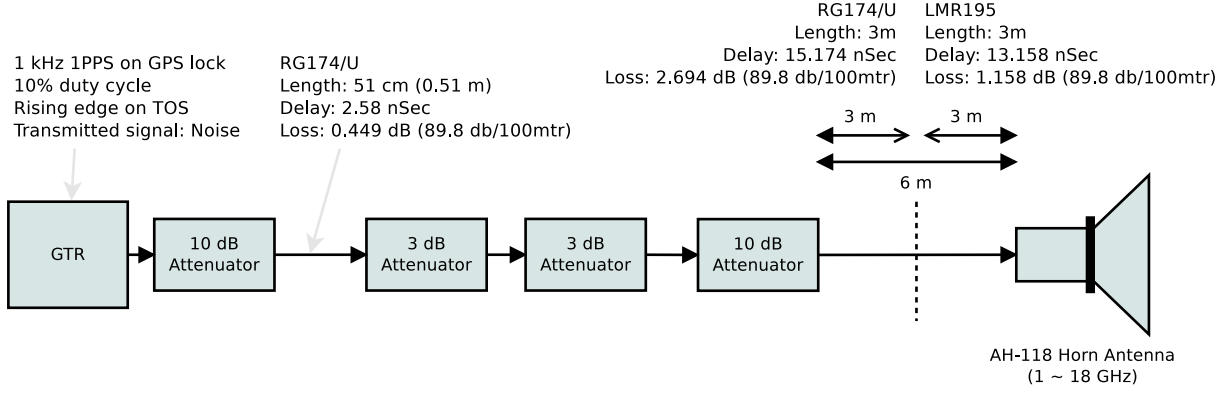 RG174/U
Length: 3m
Delay: 15.174 nSec
Loss: 2.694 dB (89.8 db/100mtr)
LMR195
Length: 3m
Delay: 13.158 nSec
Loss: 1.158 dB (89.8 db/100mtr)
1 kHz 1PPS on GPS lock
10% duty cycle
Rising edge on TOS
Transmitted signal: Noise
RG174/U
Length: 51 cm (0.51 m)
Delay: 2.58 nSec
Loss: 0.449 dB (89.8 db/100mtr)
3 m
3 m
6 m
GTR
10 dB
Attenuator
3 dB
Attenuator
3 dB
Attenuator
10 dB
Attenuator
AH-118 Horn Antenna
(1 ~ 18 GHz)